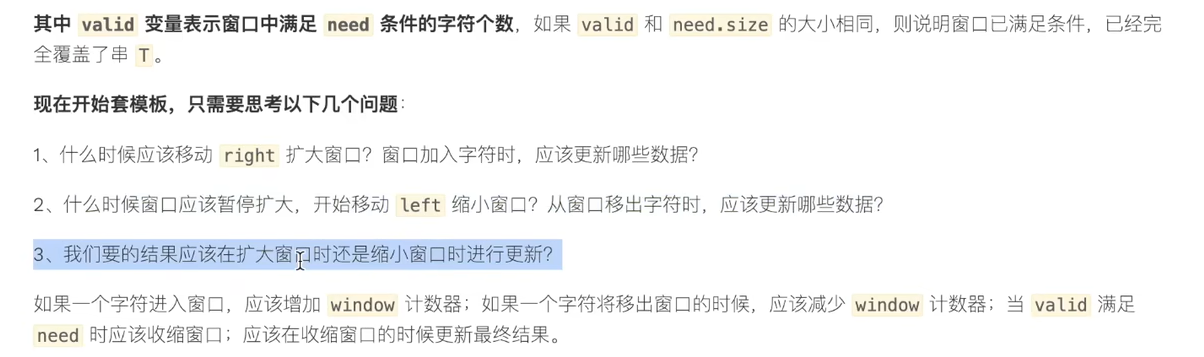 其中 valid 变量表示窗口中满足 need 条件的字符个数，如果 valid 和 need.size 的大小相同，则说明窗口已满足条件，已经完
全覆盖了串 T。
现在开始套模板，只需要思考以下几个问题：
1、什么时候应该移动 right 扩大窗口？窗口加入字符时，应该更新哪些数据？
2、什么时候窗口应该暂停扩大，开始移动 left 缩小窗口？从窗口移出字符时，应该更新哪些数据？
3、我们要的结果应该在扩大窗口时还是缩小窗口时进行更新？
如果一个字符进入窗口，应该增加 window 计数器；如果一个字符将移出窗口的时候，应该减少 window 计数器；当 valid 满足
need 时应该收缩窗口；应该在收缩窗口的时候更新最终结果。